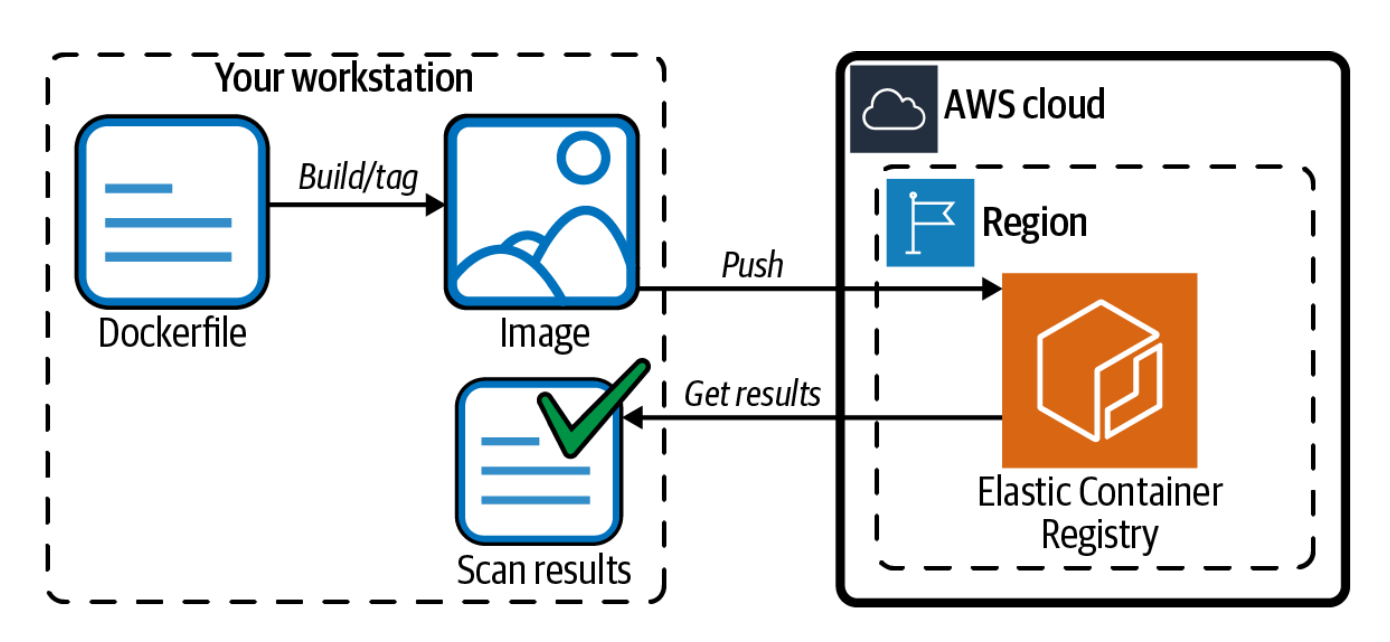 Your workstation
AWS cloud
Build/tag
Region
Push
Dockerfile
Image
Get results
Elastic Container
Registry
Scan results